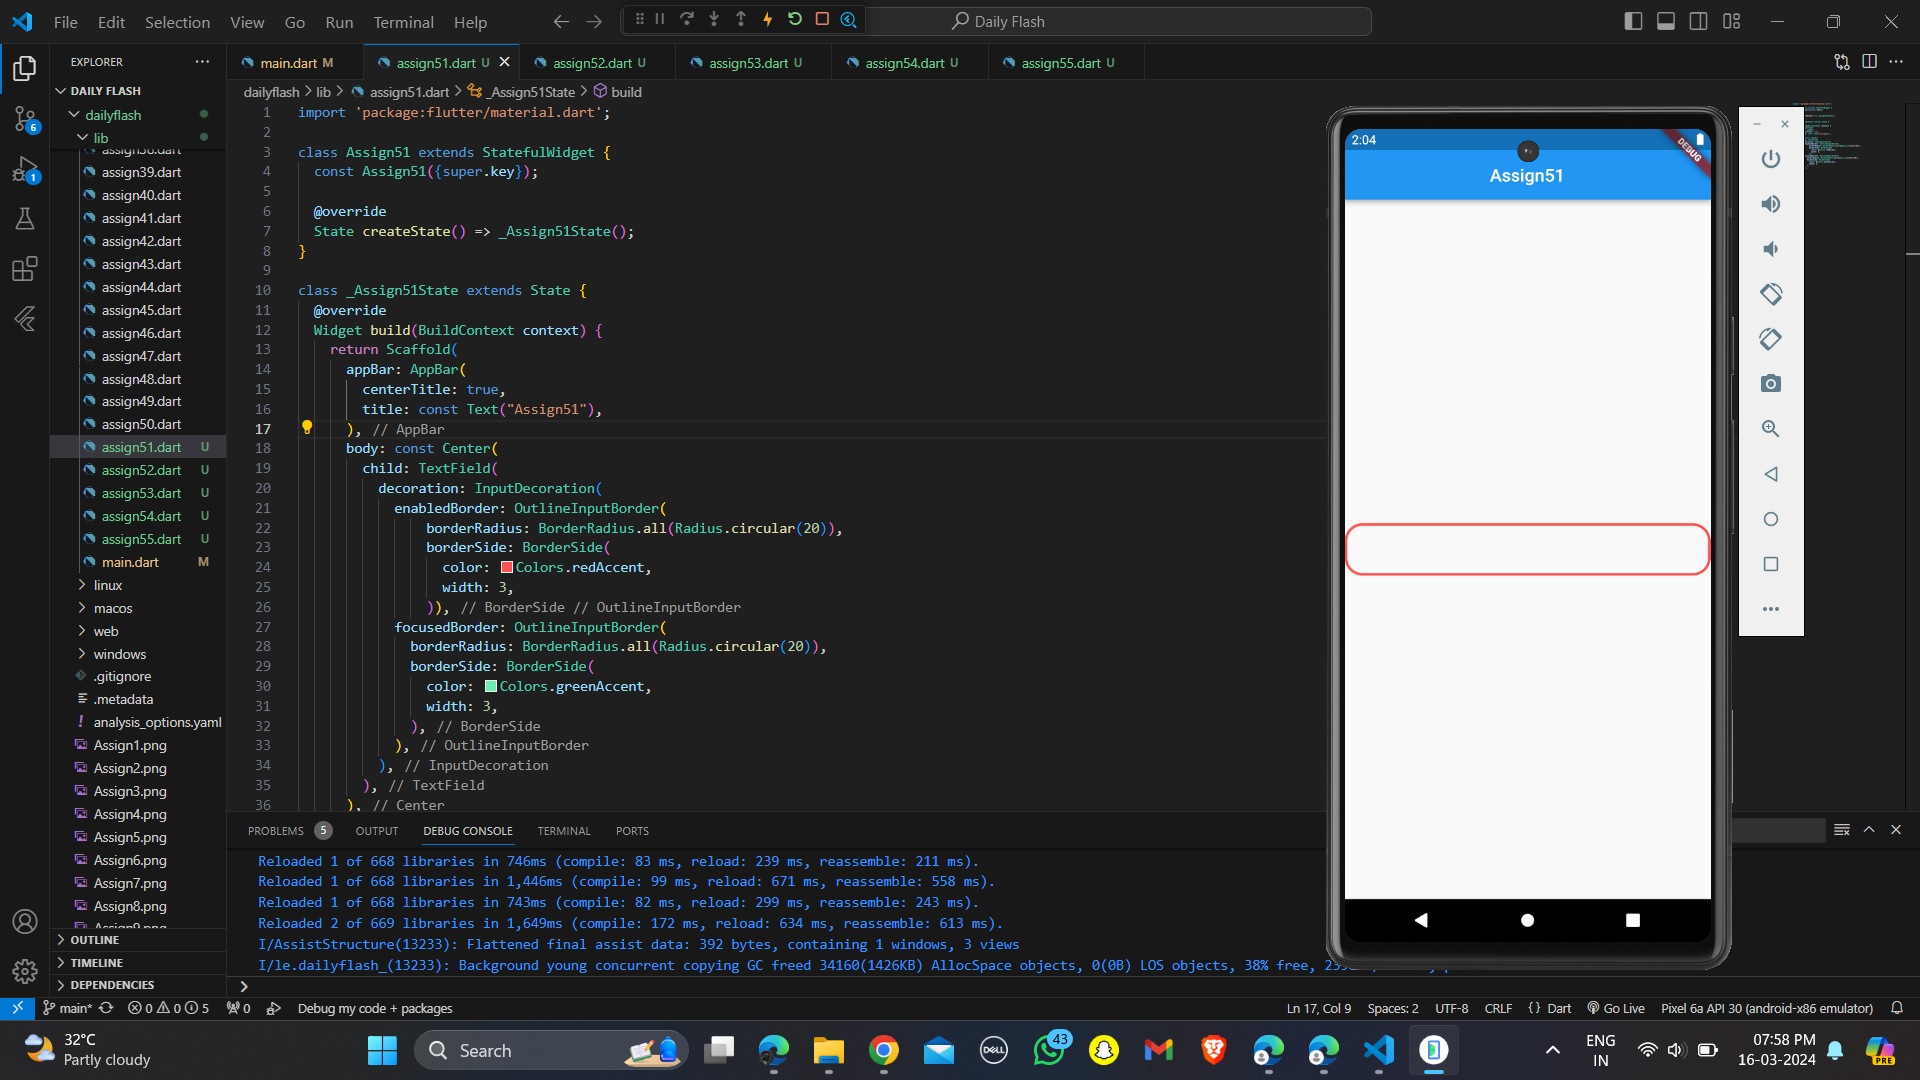 File Edit Selection View Go Run Terminal Help
Daily Flash
EXPLORER
main.dart M
assign51.dart U
assign52.dart U
assign53.dart U
assign54.dart U
assign55.dart U
DAILY FLASH
dailyflash > lib > assign51.dart > _Assign51State > build
dailyflash
lib
assign38.dart
assign39.dart
assign40.dart
assign41.dart
assign42.dart
assign43.dart
assign44.dart
assign45.dart
assign46.dart
assign47.dart
assign48.dart
assign49.dart
assign50.dart
assign51.dart U
assign52.dart U
assign53.dart U
assign54.dart U
assign55.dart U
main.dart M
linux
macos
web
windows
.gitignore
.metadata
analysis_options.yaml
Assign1.png
Assign2.png
Assign3.png
Assign4.png
Assign5.png
Assign6.png
Assign7.png
Assign8.png
Assign9.png
OUTLINE
TIMELINE
DEPENDENCIES
6
1
1 import 'package:flutter/material.dart';
2
3 class Assign51 extends StatefulWidget {
4 const Assign51({super.key});
5
6 @override
7 State createState() => _Assign51State();
8 }
9
10 class _Assign51State extends State {
11 @override
12 Widget build(BuildContext context) {
13 return Scaffold(
14 appBar: AppBar(
15 centerTitle: true,
16 title: const Text("Assign51"),
17 ), // AppBar
18 body: const Center(
19 child: TextField(
20 decoration: InputDecoration(
21 enabledBorder: OutlineInputBorder(
22 borderRadius: BorderRadius.all(Radius.circular(20)),
23 borderSide: BorderSide(
24 color: Colors.redAccent,
25 width: 3,
26 )), // BorderSide // OutlineInputBorder
27 focusedBorder: OutlineInputBorder(
28 borderRadius: BorderRadius.all(Radius.circular(20)),
29 borderSide: BorderSide(
30 color: Colors.greenAccent,
31 width: 3,
32 ), // BorderSide
33 ), // OutlineInputBorder
34 ), // InputDecoration
35 ), // TextField
36 ), // Center
2:04
DEBUG
Assign51
PROBLEMS 5 OUTPUT DEBUG CONSOLE TERMINAL PORTS
Reloaded 1 of 668 libraries in 746ms (compile: 83 ms, reload: 239 ms, reassemble: 211 ms).
Reloaded 1 of 668 libraries in 1,446ms (compile: 99 ms, reload: 671 ms, reassemble: 558 ms).
Reloaded 1 of 668 libraries in 743ms (compile: 82 ms, reload: 299 ms, reassemble: 243 ms).
Reloaded 2 of 669 libraries in 1,649ms (compile: 172 ms, reload: 634 ms, reassemble: 613 ms).
I/AssistStructure(13233): Flattened final assist data: 392 bytes, containing 1 windows, 3 views
I/le.dailyflash_(13233): Background young concurrent copying GC freed 34160(1426KB) AllocSpace objects, 0(0B) LOS objects, 38% free,
main* 0 0 5 0 Debug my code + packages Ln 17, Col 9 Spaces: 2 UTF-8 CRLF {} Dart Go Live Pixel 6a API 30 (android-x86 emulator)
32°C
Partly cloudy
Search
DELL
43
ENG
IN
07:58 PM
16-03-2024
PRE